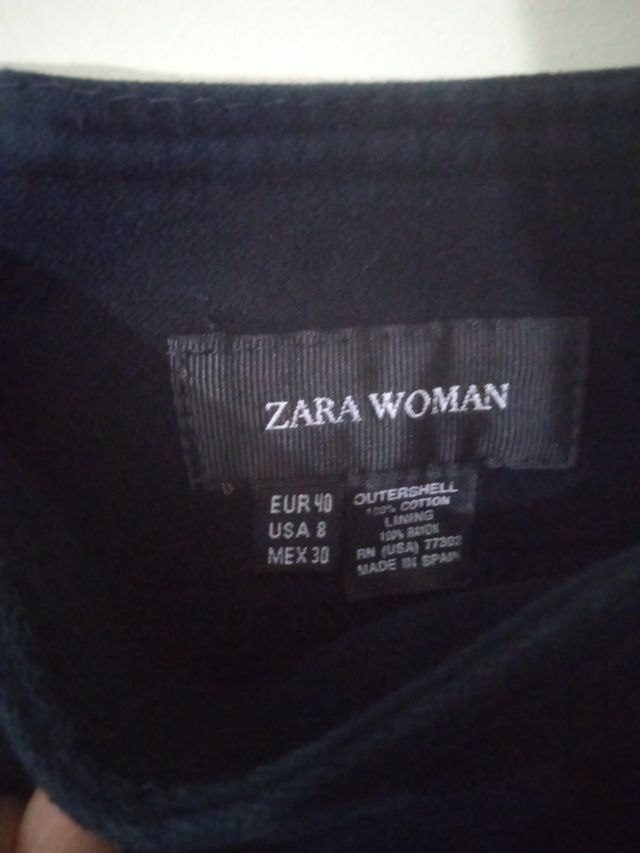 ZARA WOMAN
EUR 40
USA 8
MEX 30
OUTERSHELL
100% COTTON
LINING
100% RAYON
RN (USA) 77302
MADE IN SPAIN